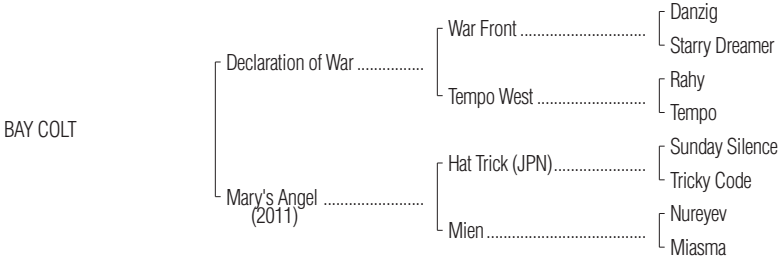 Danzig
War Front ................................
Starry Dreamer
Declaration of War ................
Rahy
Tempo West ...........................
Tempo
BAY COLT
Sunday Silence
Hat Trick (JPN).......................
Tricky Code
Mary's Angel .........................
(2011)
Nureyev
Mien........................................
Miasma